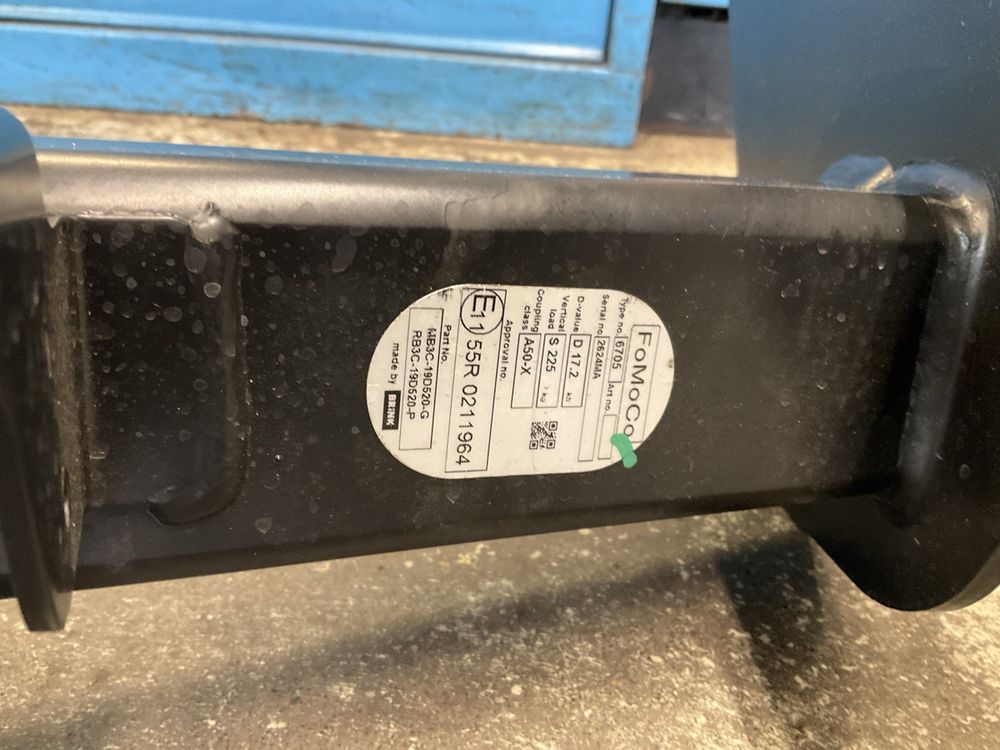 FoMoCo
Type no. 6705 Art no.
Serial no 2624MA
D-value D 17.2 kN
Vertical load S 225 kg
Coupling class A50-X
Approval no.
E11 55R 0211964
Part No.
MB3C-19D520-G
RB3C-19D520-P
made by BRINK